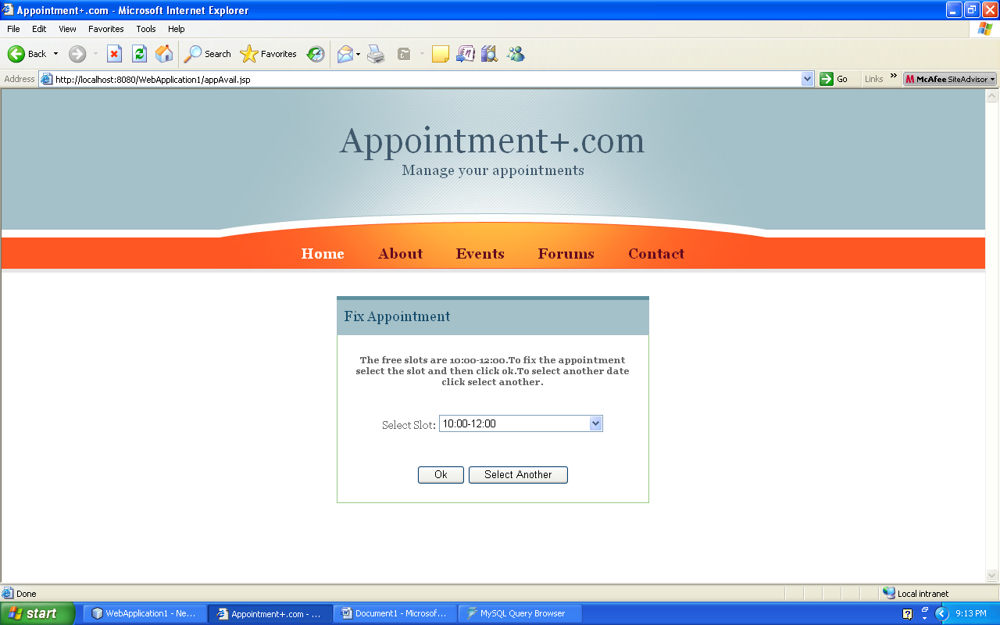 Appointment+.com - Microsoft Internet Explorer
File Edit View Favorites Tools Help
Back Search Favorites
Address http://localhost:8080/WebApplication1/appAvail.jsp Go Links » McAfee SiteAdvisor
Appointment+.com
Manage your appointments
Home About Events Forums Contact
Fix Appointment
The free slots are 10:00-12:00.To fix the appointment
select the slot and then click ok.To select another date
click select another.
Select Slot: 10:00-12:00
Ok Select Another
Done Local intranet
start WebApplication1 - Ne... Appointment+.com - ... Document1 - Microsof... MySQL Query Browser 9:13 PM